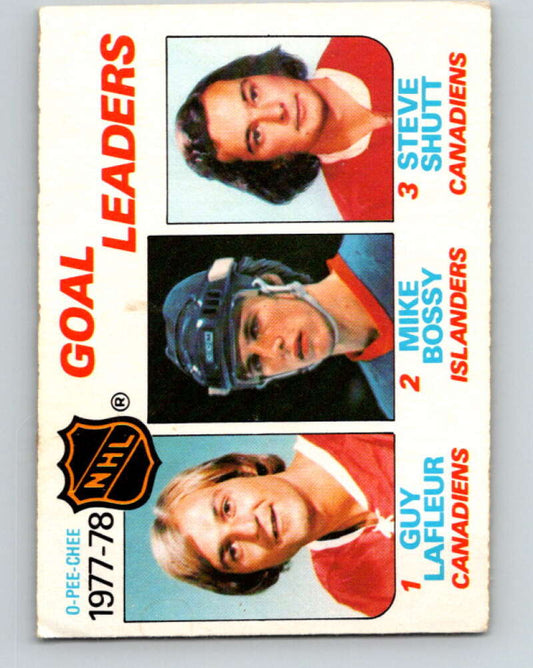 O-PEE-CHEE
1977-78
NHL
®
GOAL
LEADERS
CCM
1 GUY
LAFLEUR
CANADIENS
2 MIKE
BOSSY
ISLANDERS
3 STEVE
SHUTT
CANADIENS